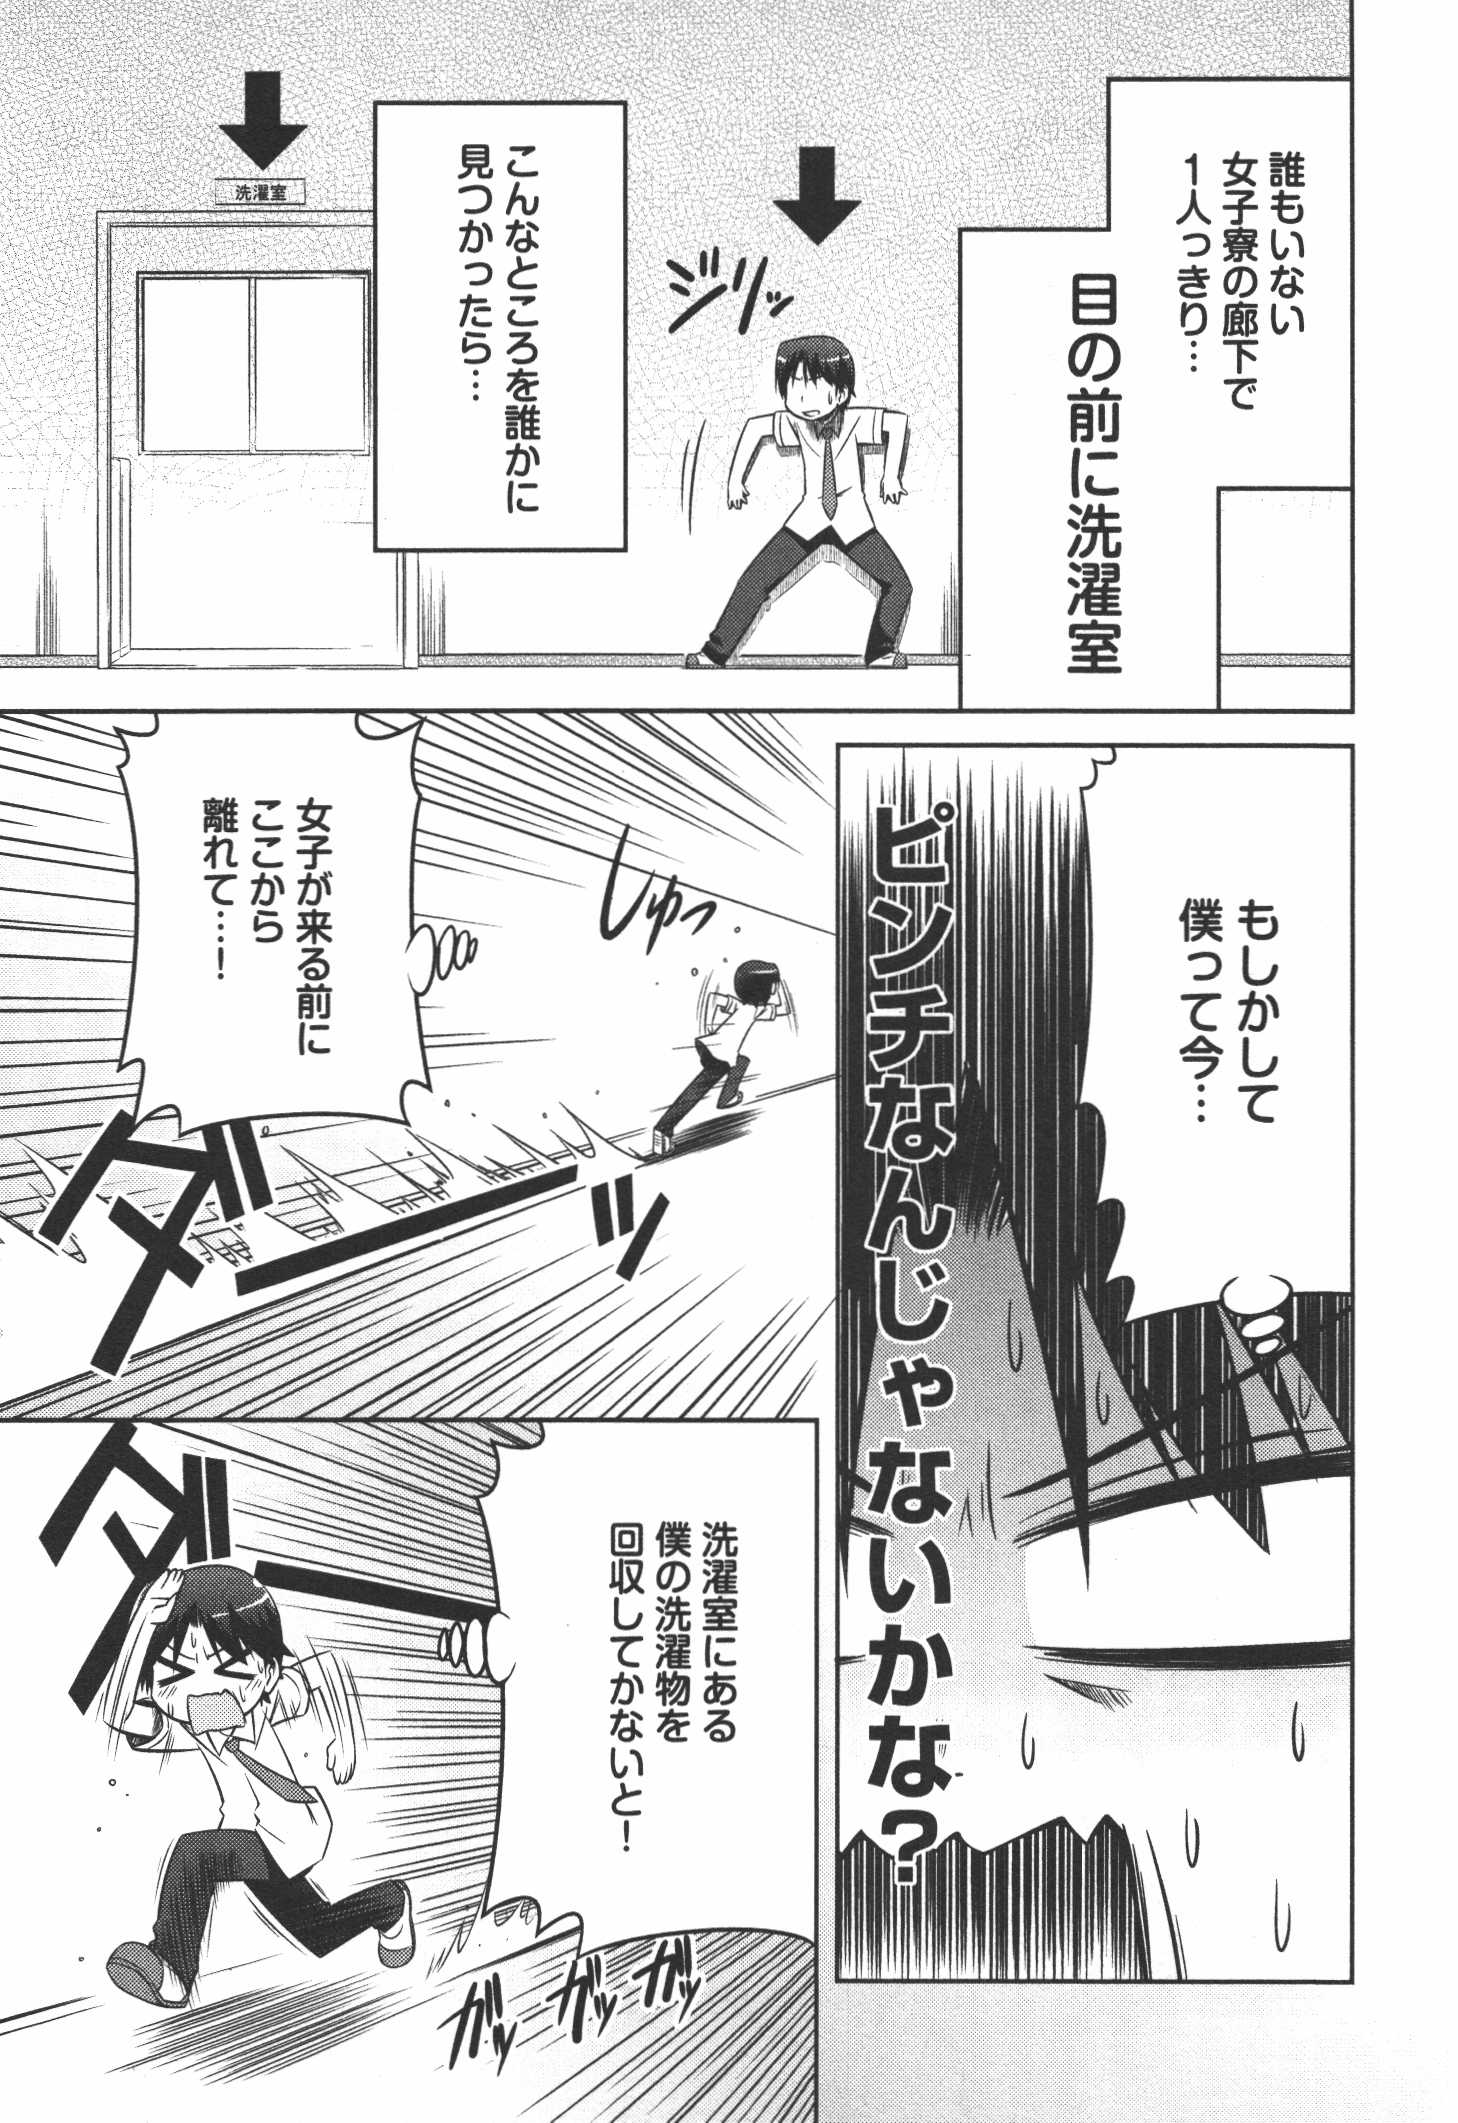 誰もいない
女子寮の廊下で
1人っきり…
目の前に洗濯室
ジリッ
こんなところを誰かに
見つかったら…
洗濯室
もしかして
僕って今…
ピンチなんじゃないかな？
しゅっ
女子が来る前に
ここから
離れて…！
ダダーッ
洗濯室にある
僕の洗濯物を
回収してかないと！
ダダー
ガッ
ガッ
ガッ